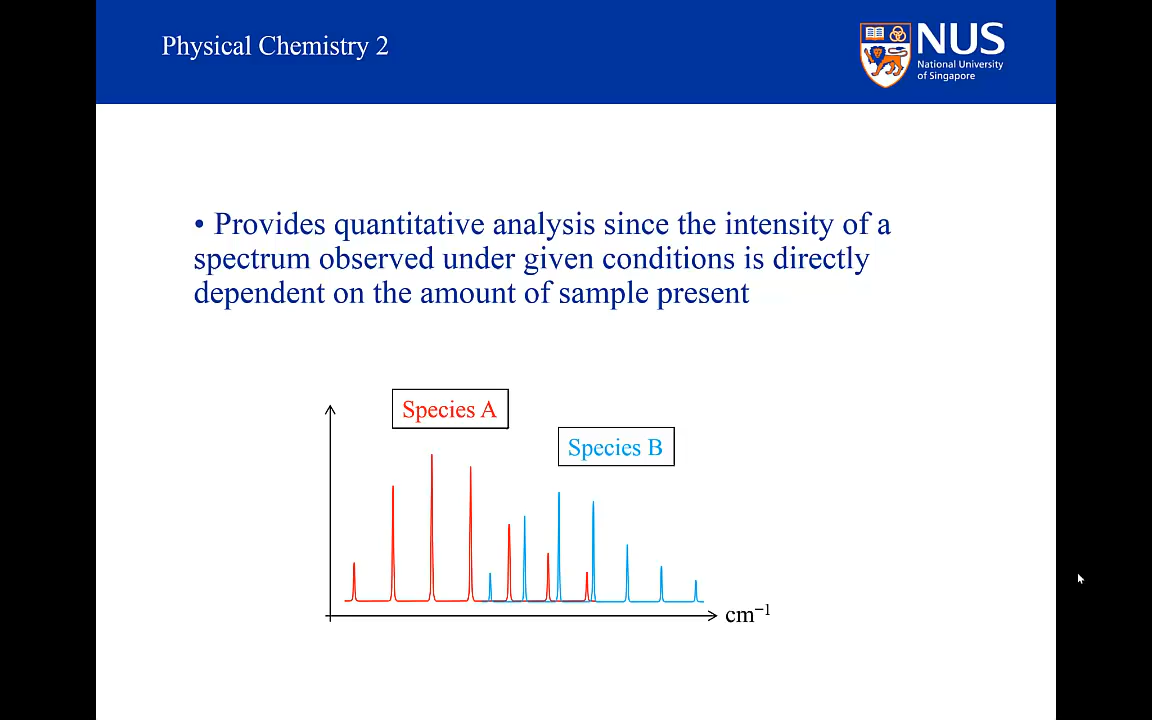 Physical Chemistry 2
NUS
National University
of Singapore
• Provides quantitative analysis since the intensity of a
spectrum observed under given conditions is directly
dependent on the amount of sample present
Species A
Species B
cm⁻¹